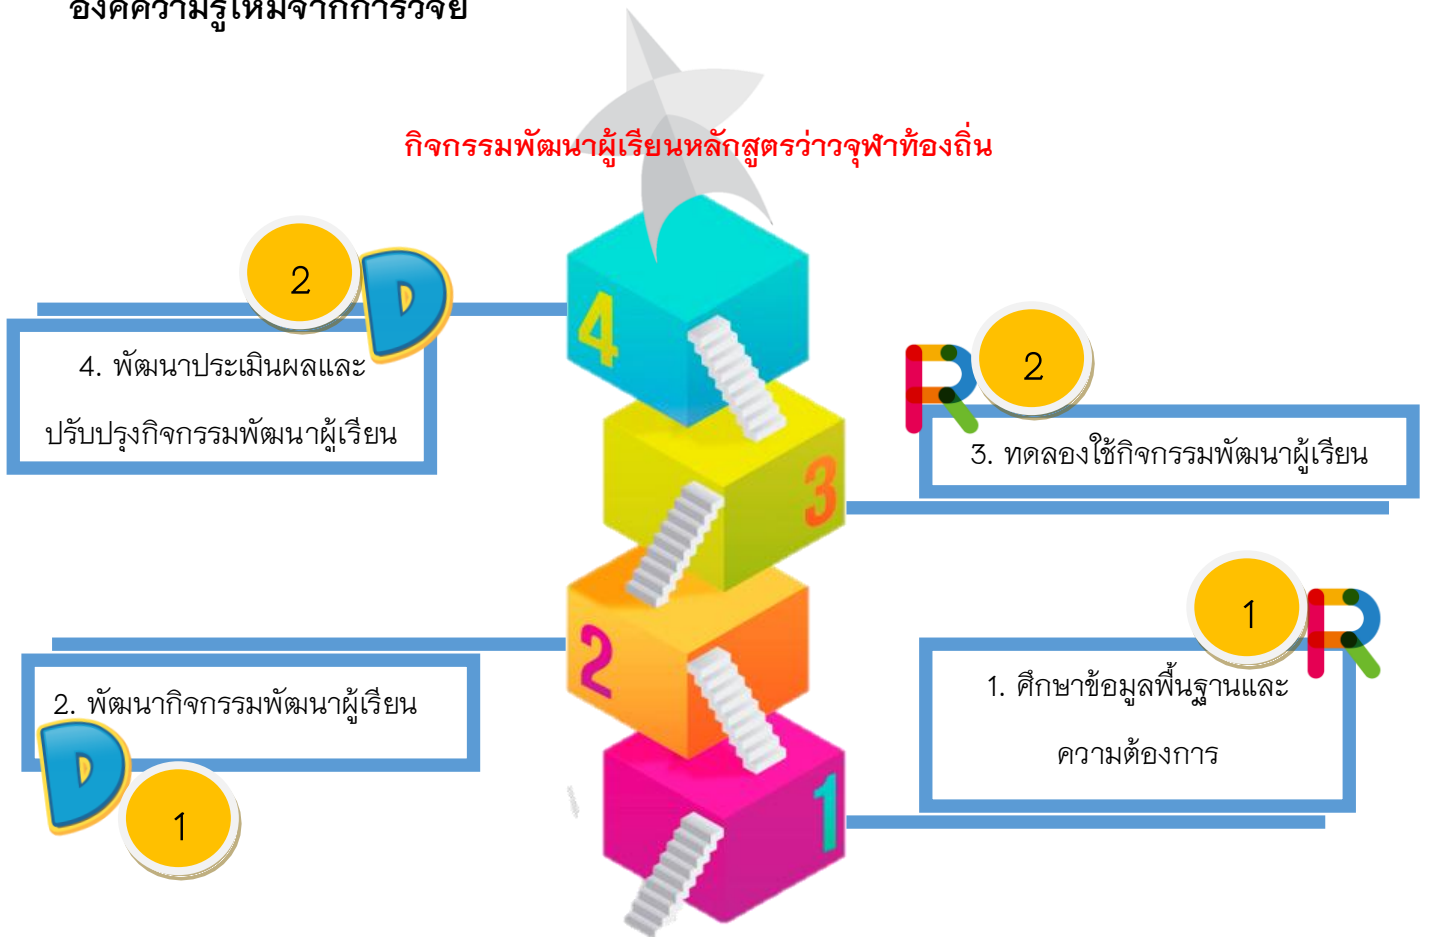 องค์ความรู้ใหม่จากการวิจัย
กิจกรรมพัฒนาผู้เรียนหลักสูตรว่าวจุฬาท้องถิ่น
2
D
4. พัฒนาประเมินผลและ
ปรับปรุงกิจกรรมพัฒนาผู้เรียน
4
R
2
3. ทดลองใช้กิจกรรมพัฒนาผู้เรียน
3
2. พัฒนากิจกรรมพัฒนาผู้เรียน
D
1
2
1
R
1. ศึกษาข้อมูลพื้นฐานและ
ความต้องการ
1